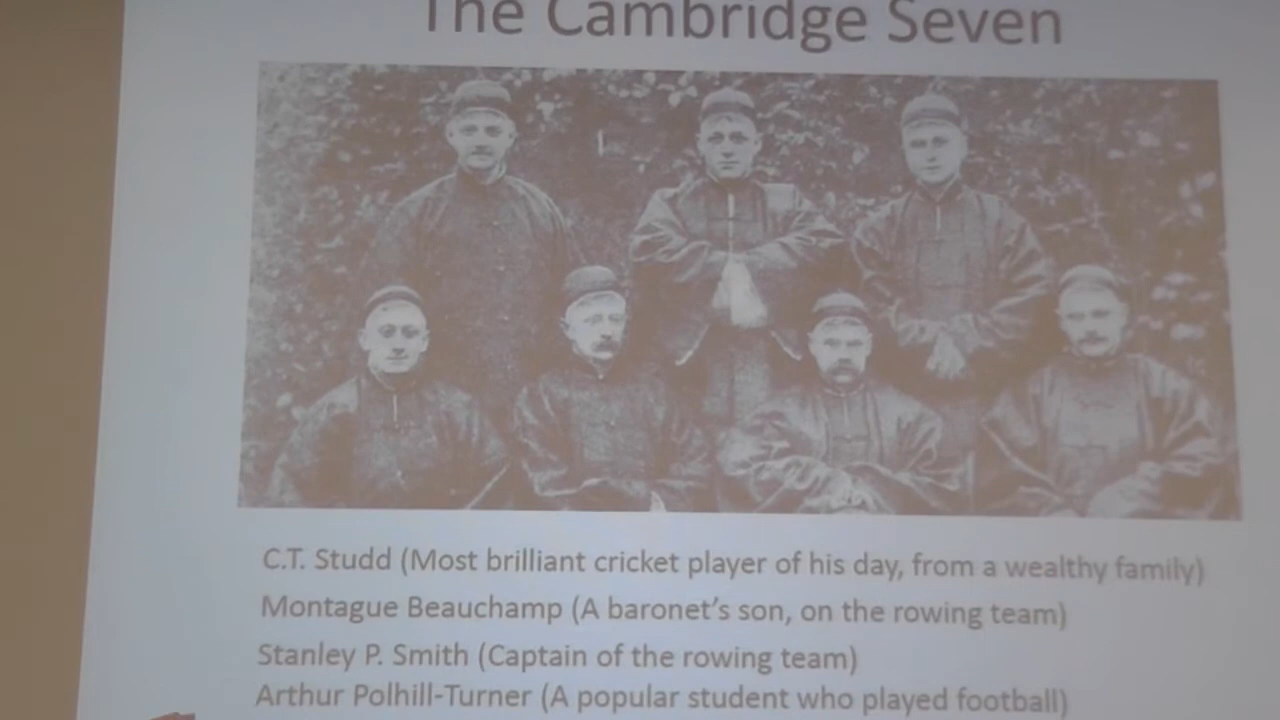 The Cambridge Seven
C.T. Studd (Most brilliant cricket player of his day, from a wealthy family)
Montague Beauchamp (A baronet's son, on the rowing team)
Stanley P. Smith (Captain of the rowing team)
Arthur Polhill-Turner (A popular student who played football)